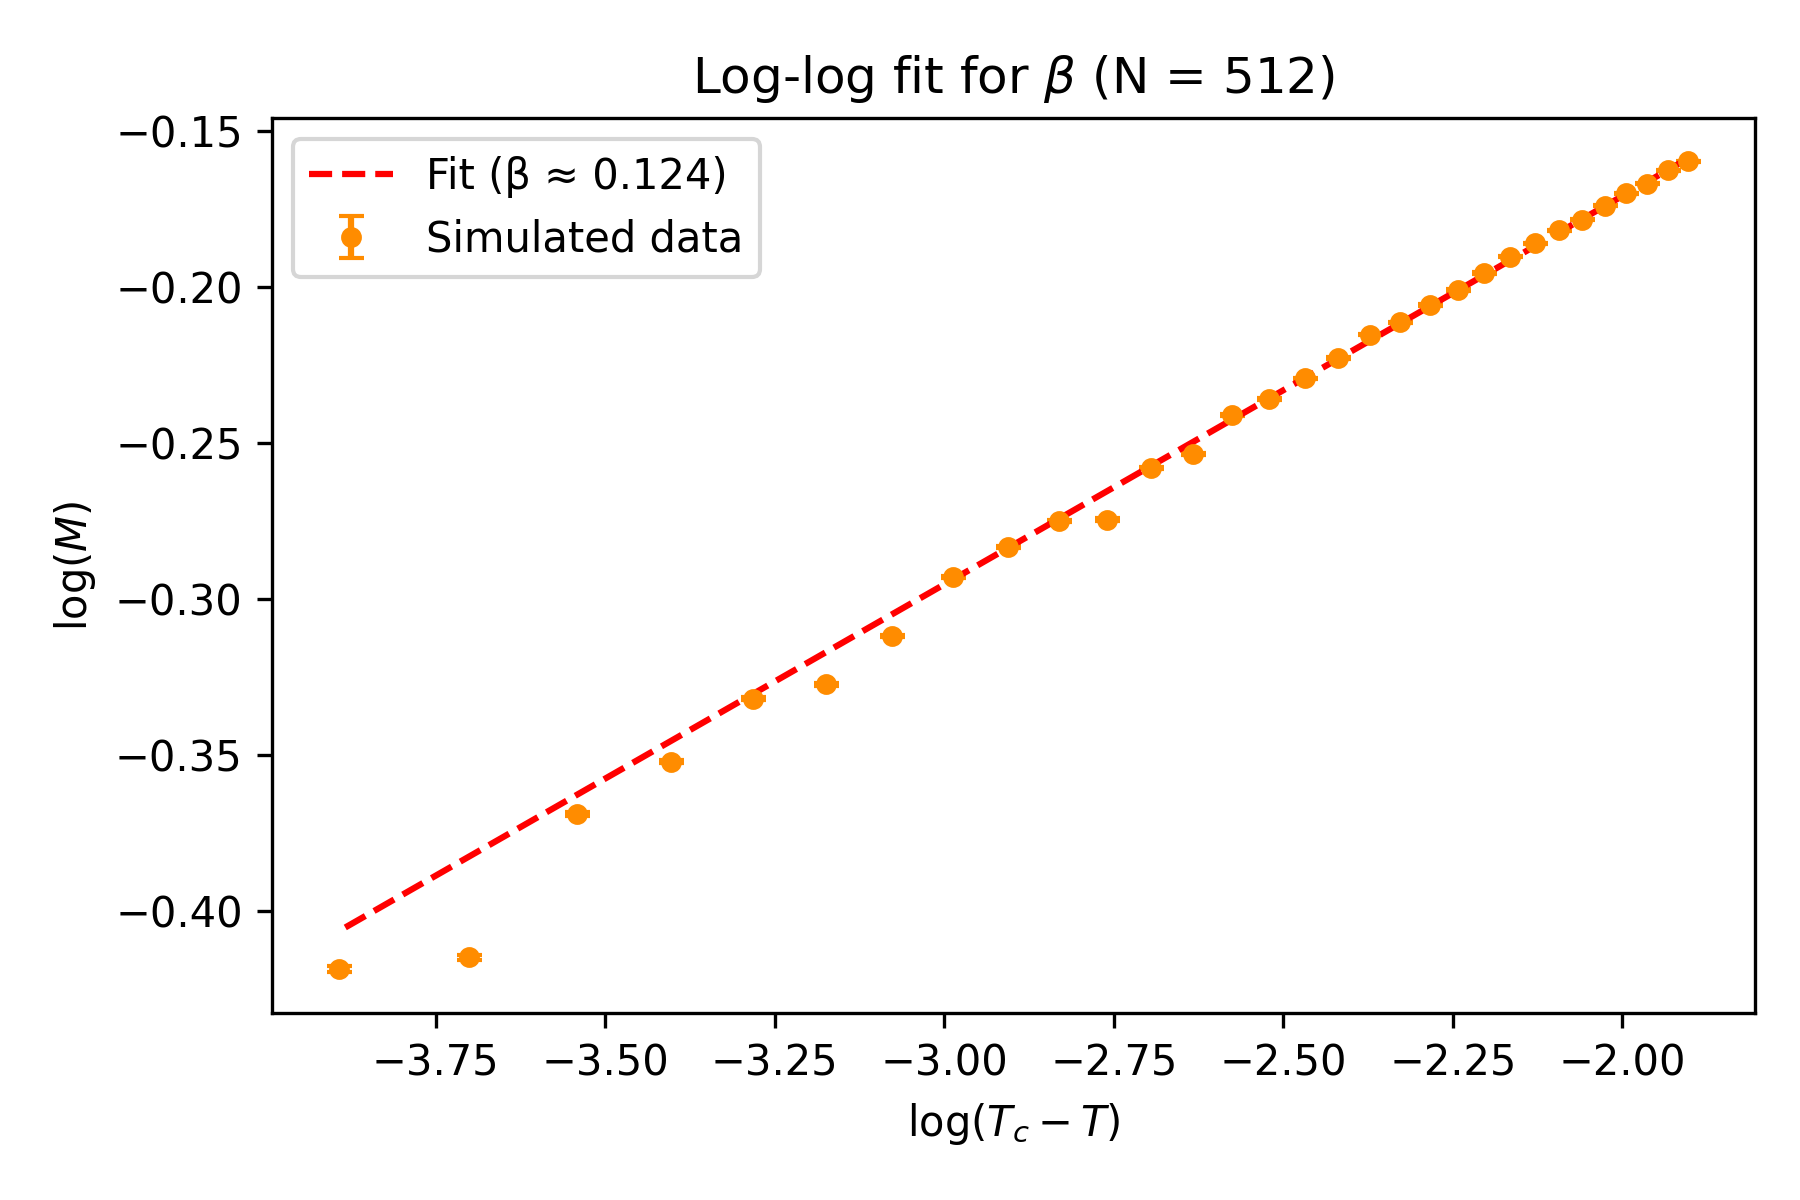 Log-log fit for β (N = 512)
Fit (β ≈ 0.124)
Simulated data
−0.15
−0.20
−0.25
−0.30
−0.35
−0.40
log(M)
−3.75 −3.50 −3.25 −3.00 −2.75 −2.50 −2.25 −2.00
log(T_c − T)